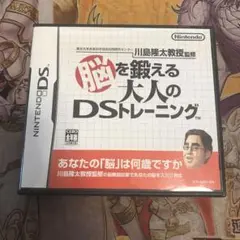 川島隆太教授監修
Nintendo
脳を鍛える
大人の
DSトレーニング
NINTENDO DS
あなたの「脳」は何歳ですか